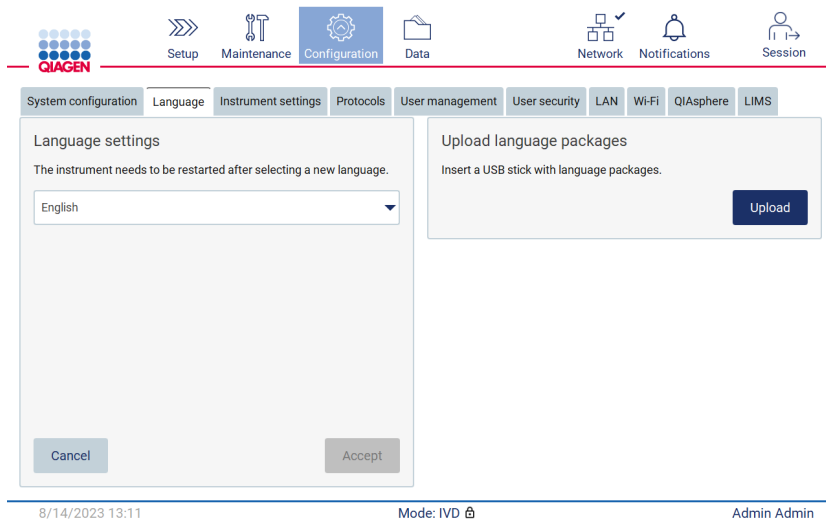 QIAGEN
Setup Maintenance Configuration Data Network Notifications Session
System configuration Language Instrument settings Protocols User management User security LAN Wi-Fi QIAsphere LIMS
Language settings
The instrument needs to be restarted after selecting a new language.
English
Cancel Accept
Upload language packages
Insert a USB stick with language packages.
Upload
8/14/2023 13:11 Mode: IVD Admin Admin